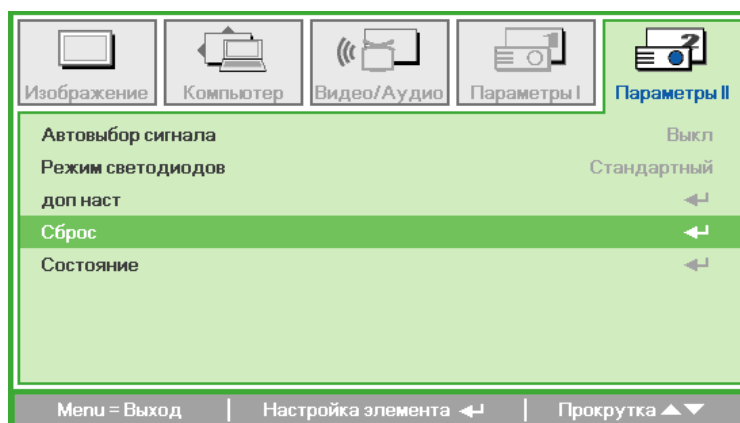 Изображение Компьютер Видео/Аудио Параметры I Параметры II
Автовыбор сигнала Выкл
Режим светодиодов Стандартный
доп наст
Сброс
Состояние
Menu = Выход Настройка элемента Прокрутка